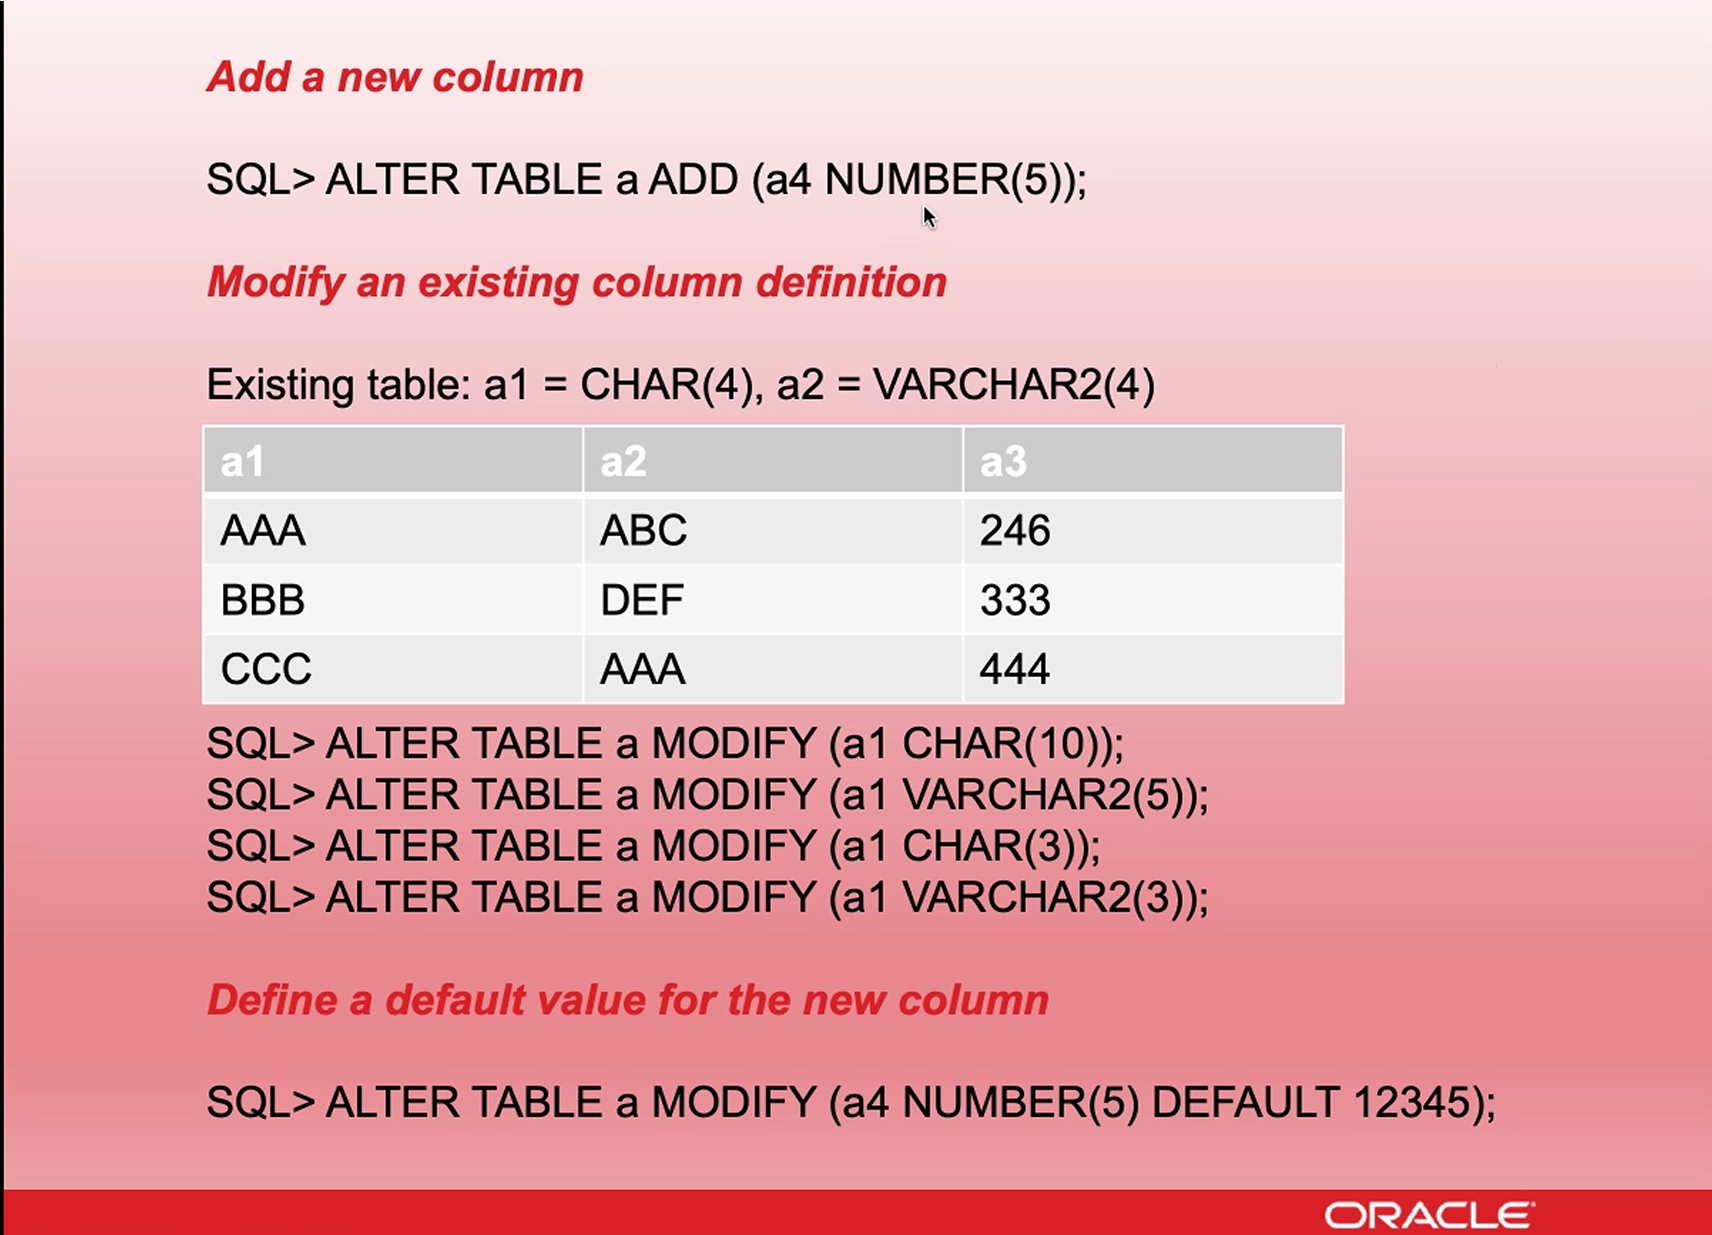 Add a new column
SQL> ALTER TABLE a ADD (a4 NUMBER(5));
Modify an existing column definition
Existing table: a1 = CHAR(4), a2 = VARCHAR2(4)
a1 a2 a3
AAA ABC 246
BBB DEF 333
CCC AAA 444
SQL> ALTER TABLE a MODIFY (a1 CHAR(10));
SQL> ALTER TABLE a MODIFY (a1 VARCHAR2(5));
SQL> ALTER TABLE a MODIFY (a1 CHAR(3));
SQL> ALTER TABLE a MODIFY (a1 VARCHAR2(3));
Define a default value for the new column
SQL> ALTER TABLE a MODIFY (a4 NUMBER(5) DEFAULT 12345);
ORACLE